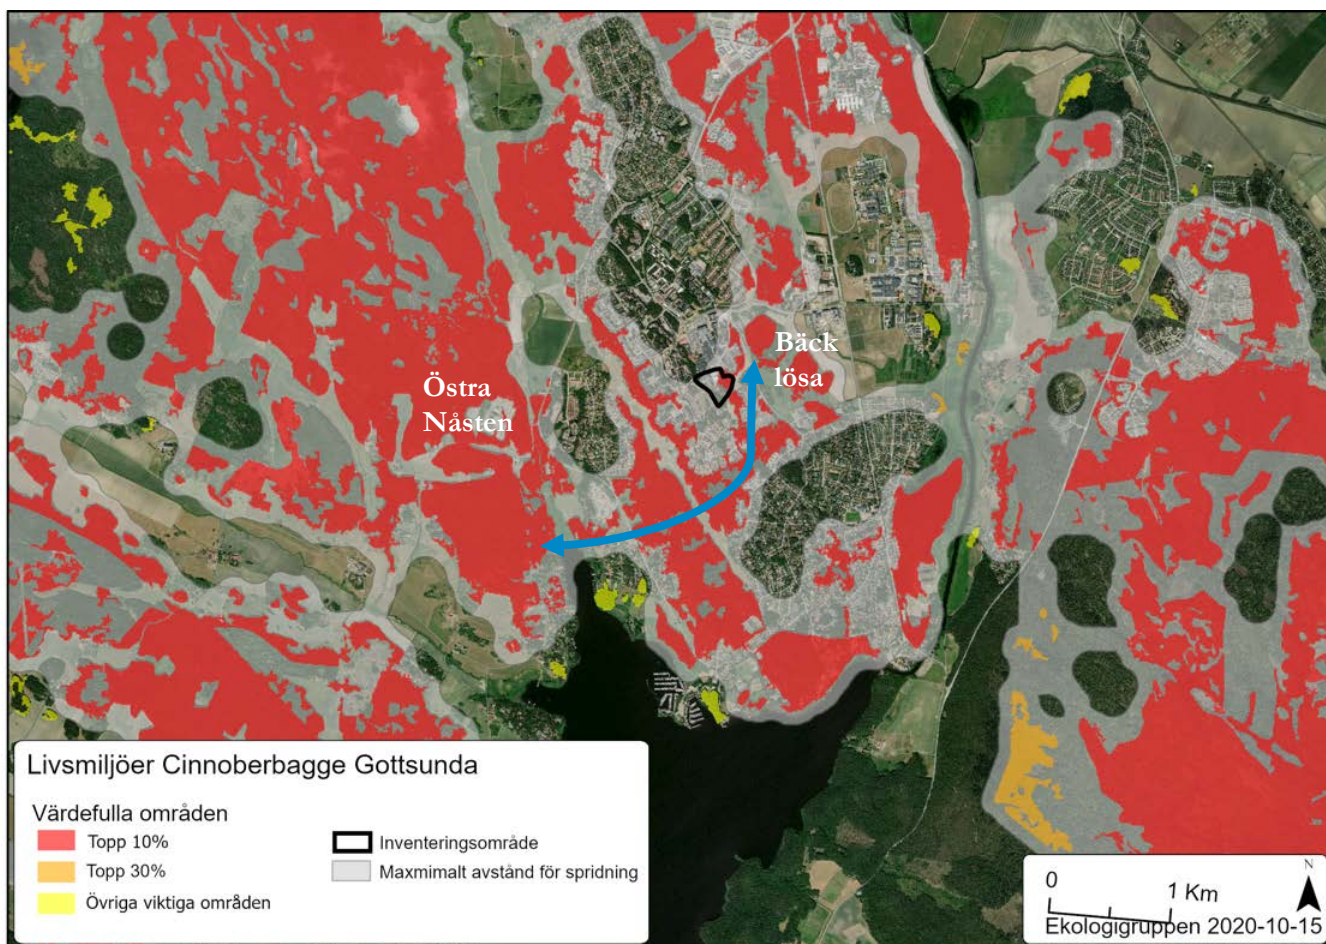 Bäck
lösa
Östra
Nåsten
Livsmiljöer Cinnoberbagge Gottsunda
Värdefulla områden
Topp 10%
Topp 30%
Övriga viktiga områden
Inventeringsområde
Maxmimalt avstånd för spridning
N
0 1 Km
Ekologigruppen 2020-10-15